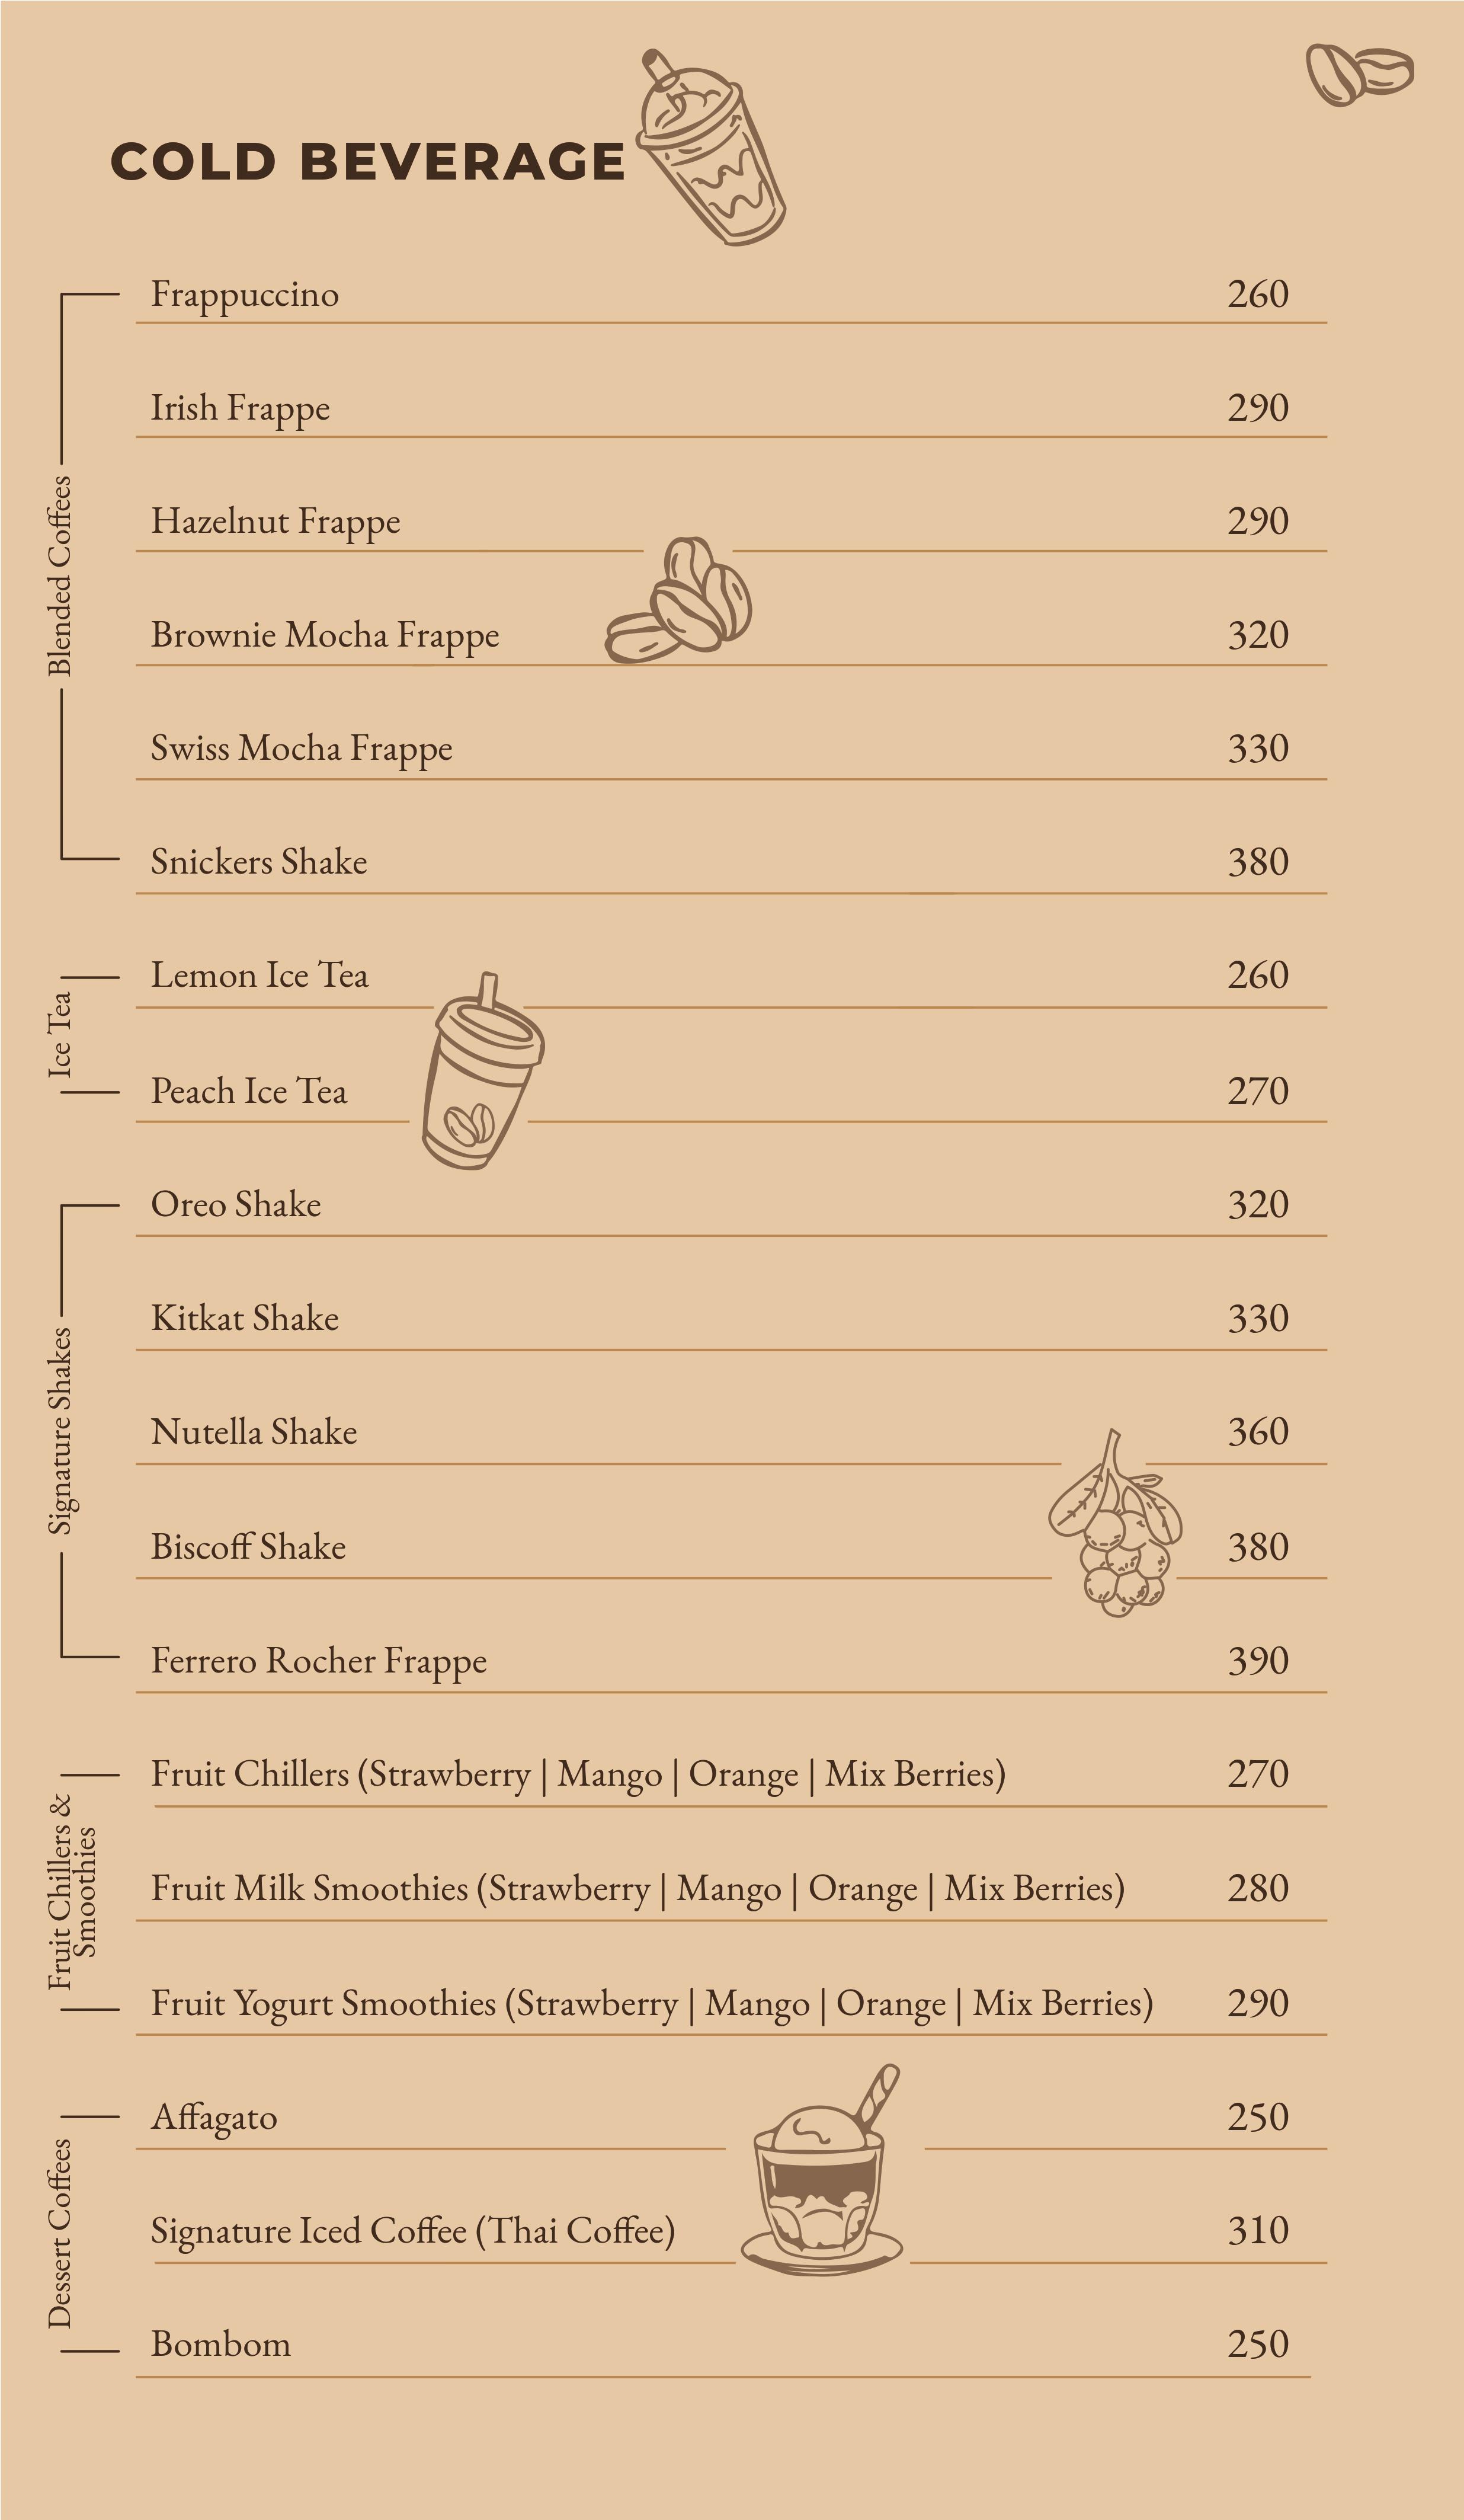 COLD BEVERAGE
Blended Coffees
Frappuccino 260
Irish Frappe 290
Hazelnut Frappe 290
Brownie Mocha Frappe 320
Swiss Mocha Frappe 330
Snickers Shake 380
Ice Tea
Lemon Ice Tea 260
Peach Ice Tea 270
Signature Shakes
Oreo Shake 320
Kitkat Shake 330
Nutella Shake 360
Biscoff Shake 380
Ferrero Rocher Frappe 390
Fruit Chillers &
Smoothies
Fruit Chillers (Strawberry | Mango | Orange | Mix Berries) 270
Fruit Milk Smoothies (Strawberry | Mango | Orange | Mix Berries) 280
Fruit Yogurt Smoothies (Strawberry | Mango | Orange | Mix Berries) 290
Dessert Coffees
Affagato 250
Signature Iced Coffee (Thai Coffee) 310
Bombom 250